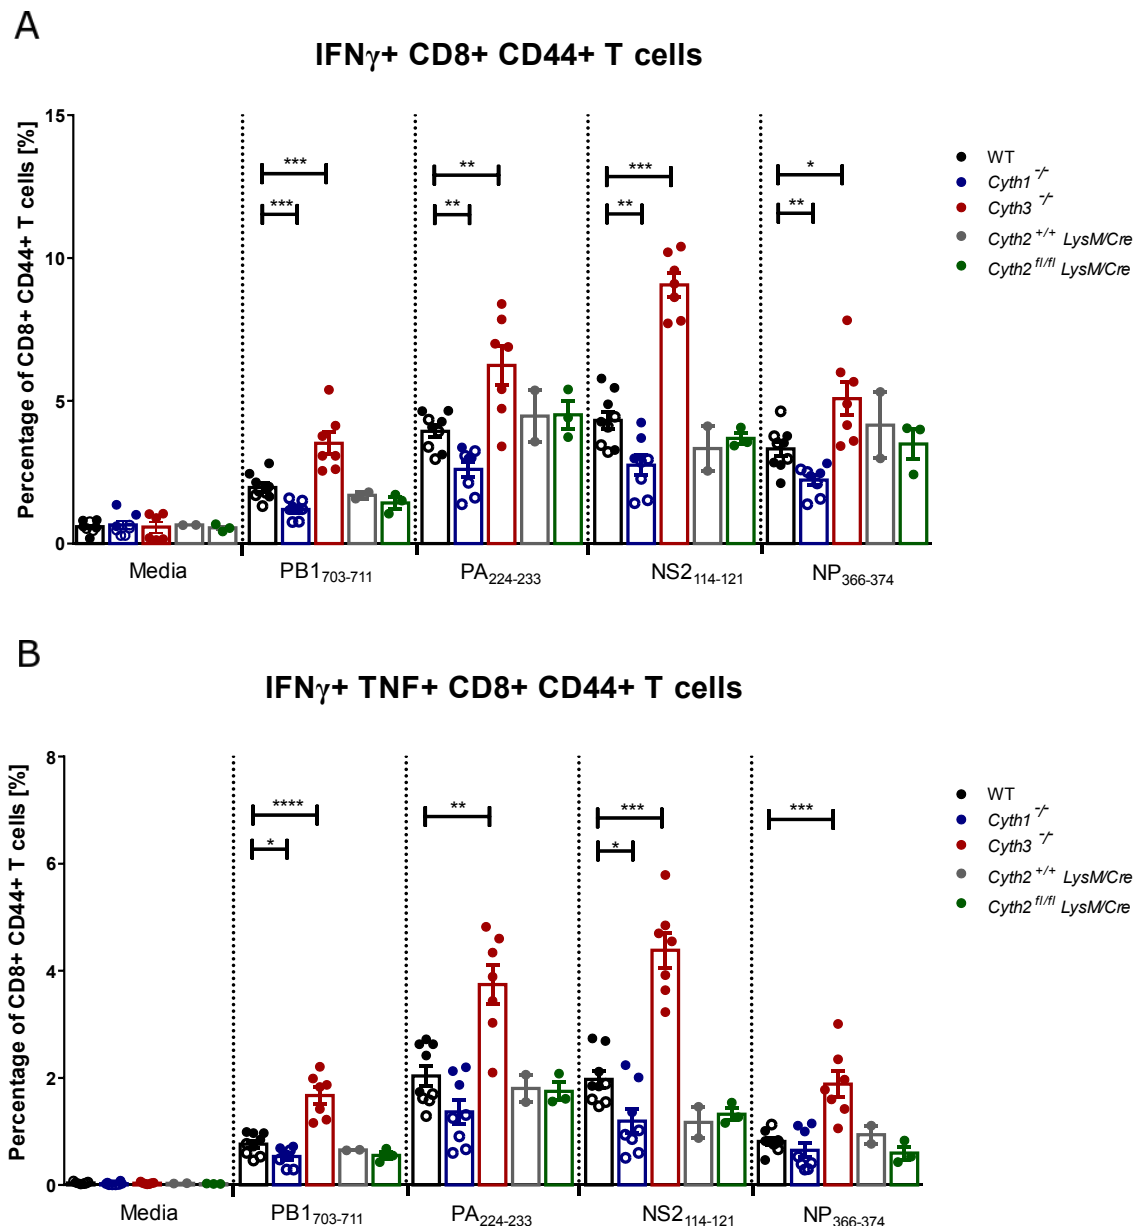 A
IFNγ+ CD8+ CD44+ T cells
Percentage of CD8+ CD44+ T cells [%]
15
10
5
0
*** ** *** *
*** ** ** **
Media PB1703-711 PA224-233 NS2114-121 NP366-374
WT
Cyth1 -/-
Cyth3 -/-
Cyth2 +/+ LysM/Cre
Cyth2 fl/fl LysM/Cre
B
IFNγ+ TNF+ CD8+ CD44+ T cells
Percentage of CD8+ CD44+ T cells [%]
8
6
4
2
0
**** ** *** ***
* *
Media PB1703-711 PA224-233 NS2114-121 NP366-374
WT
Cyth1 -/-
Cyth3 -/-
Cyth2 +/+ LysM/Cre
Cyth2 fl/fl LysM/Cre